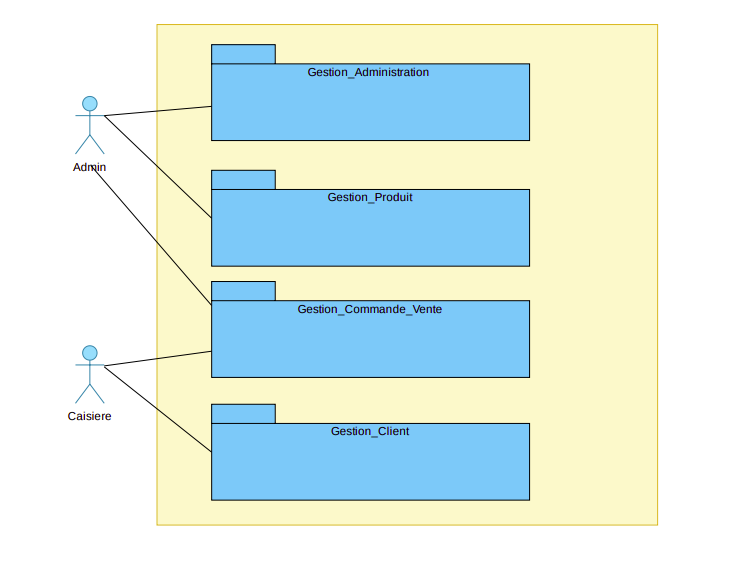 Gestion_Administration
Admin
Gestion_Produit
Gestion_Commande_Vente
Caisiere
Gestion_Client